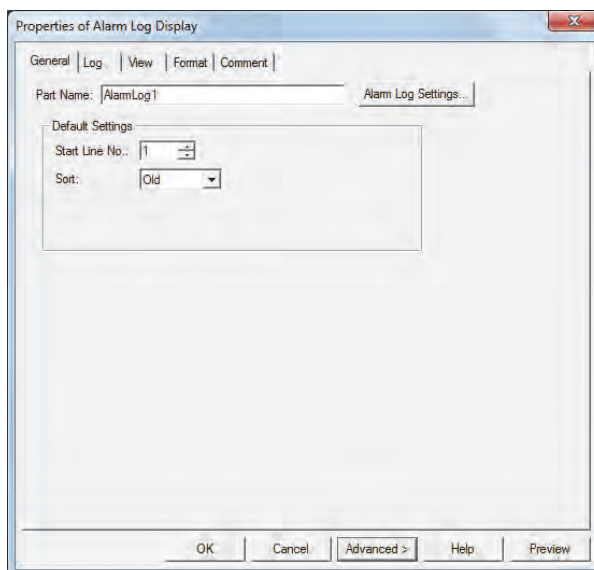 Properties of Alarm Log Display
General Log View Format Comment
Part Name: AlarmLog1 Alarm Log Settings...
Default Settings
Start Line No.: 1
Sort: Old
OK Cancel Advanced > Help Preview